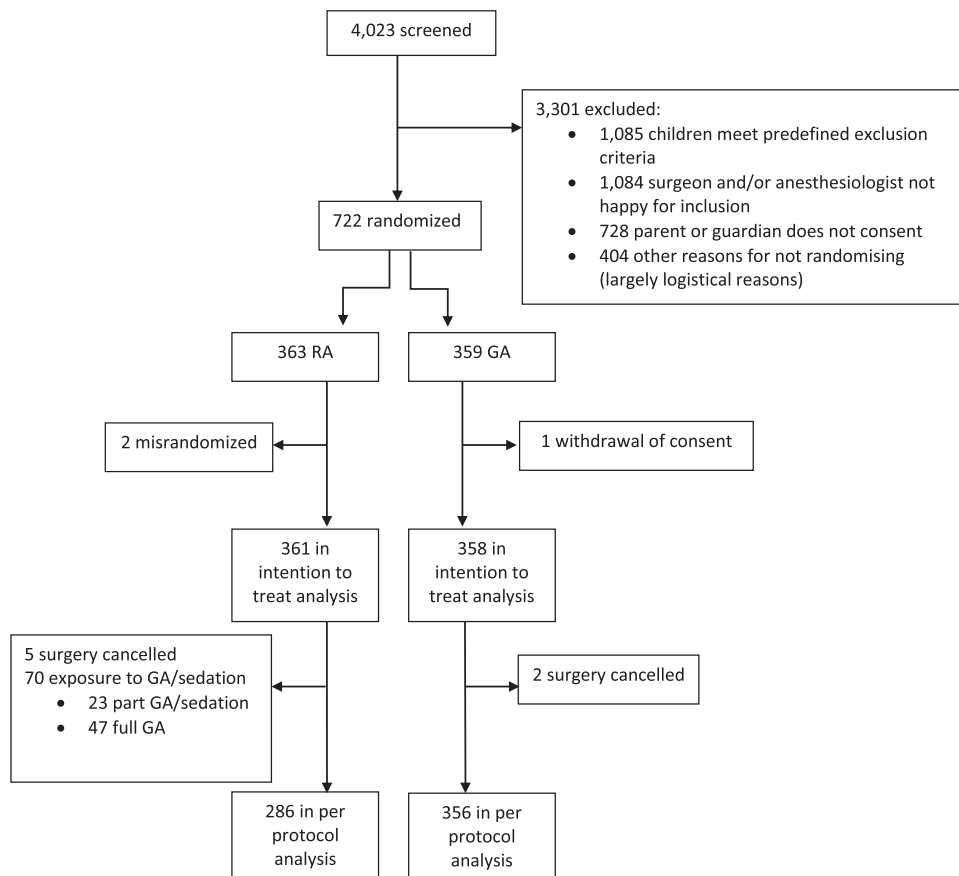 4,023 screened
3,301 excluded:
• 1,085 children meet predefined exclusion
criteria
• 1,084 surgeon and/or anesthesiologist not
happy for inclusion
• 728 parent or guardian does not consent
• 404 other reasons for not randomising
(largely logistical reasons)
722 randomized
363 RA
359 GA
2 misrandomized
1 withdrawal of consent
361 in
intention to
treat analysis
358 in
intention to
treat analysis
5 surgery cancelled
70 exposure to GA/sedation
• 23 part GA/sedation
• 47 full GA
2 surgery cancelled
286 in per
protocol
analysis
356 in per
protocol
analysis